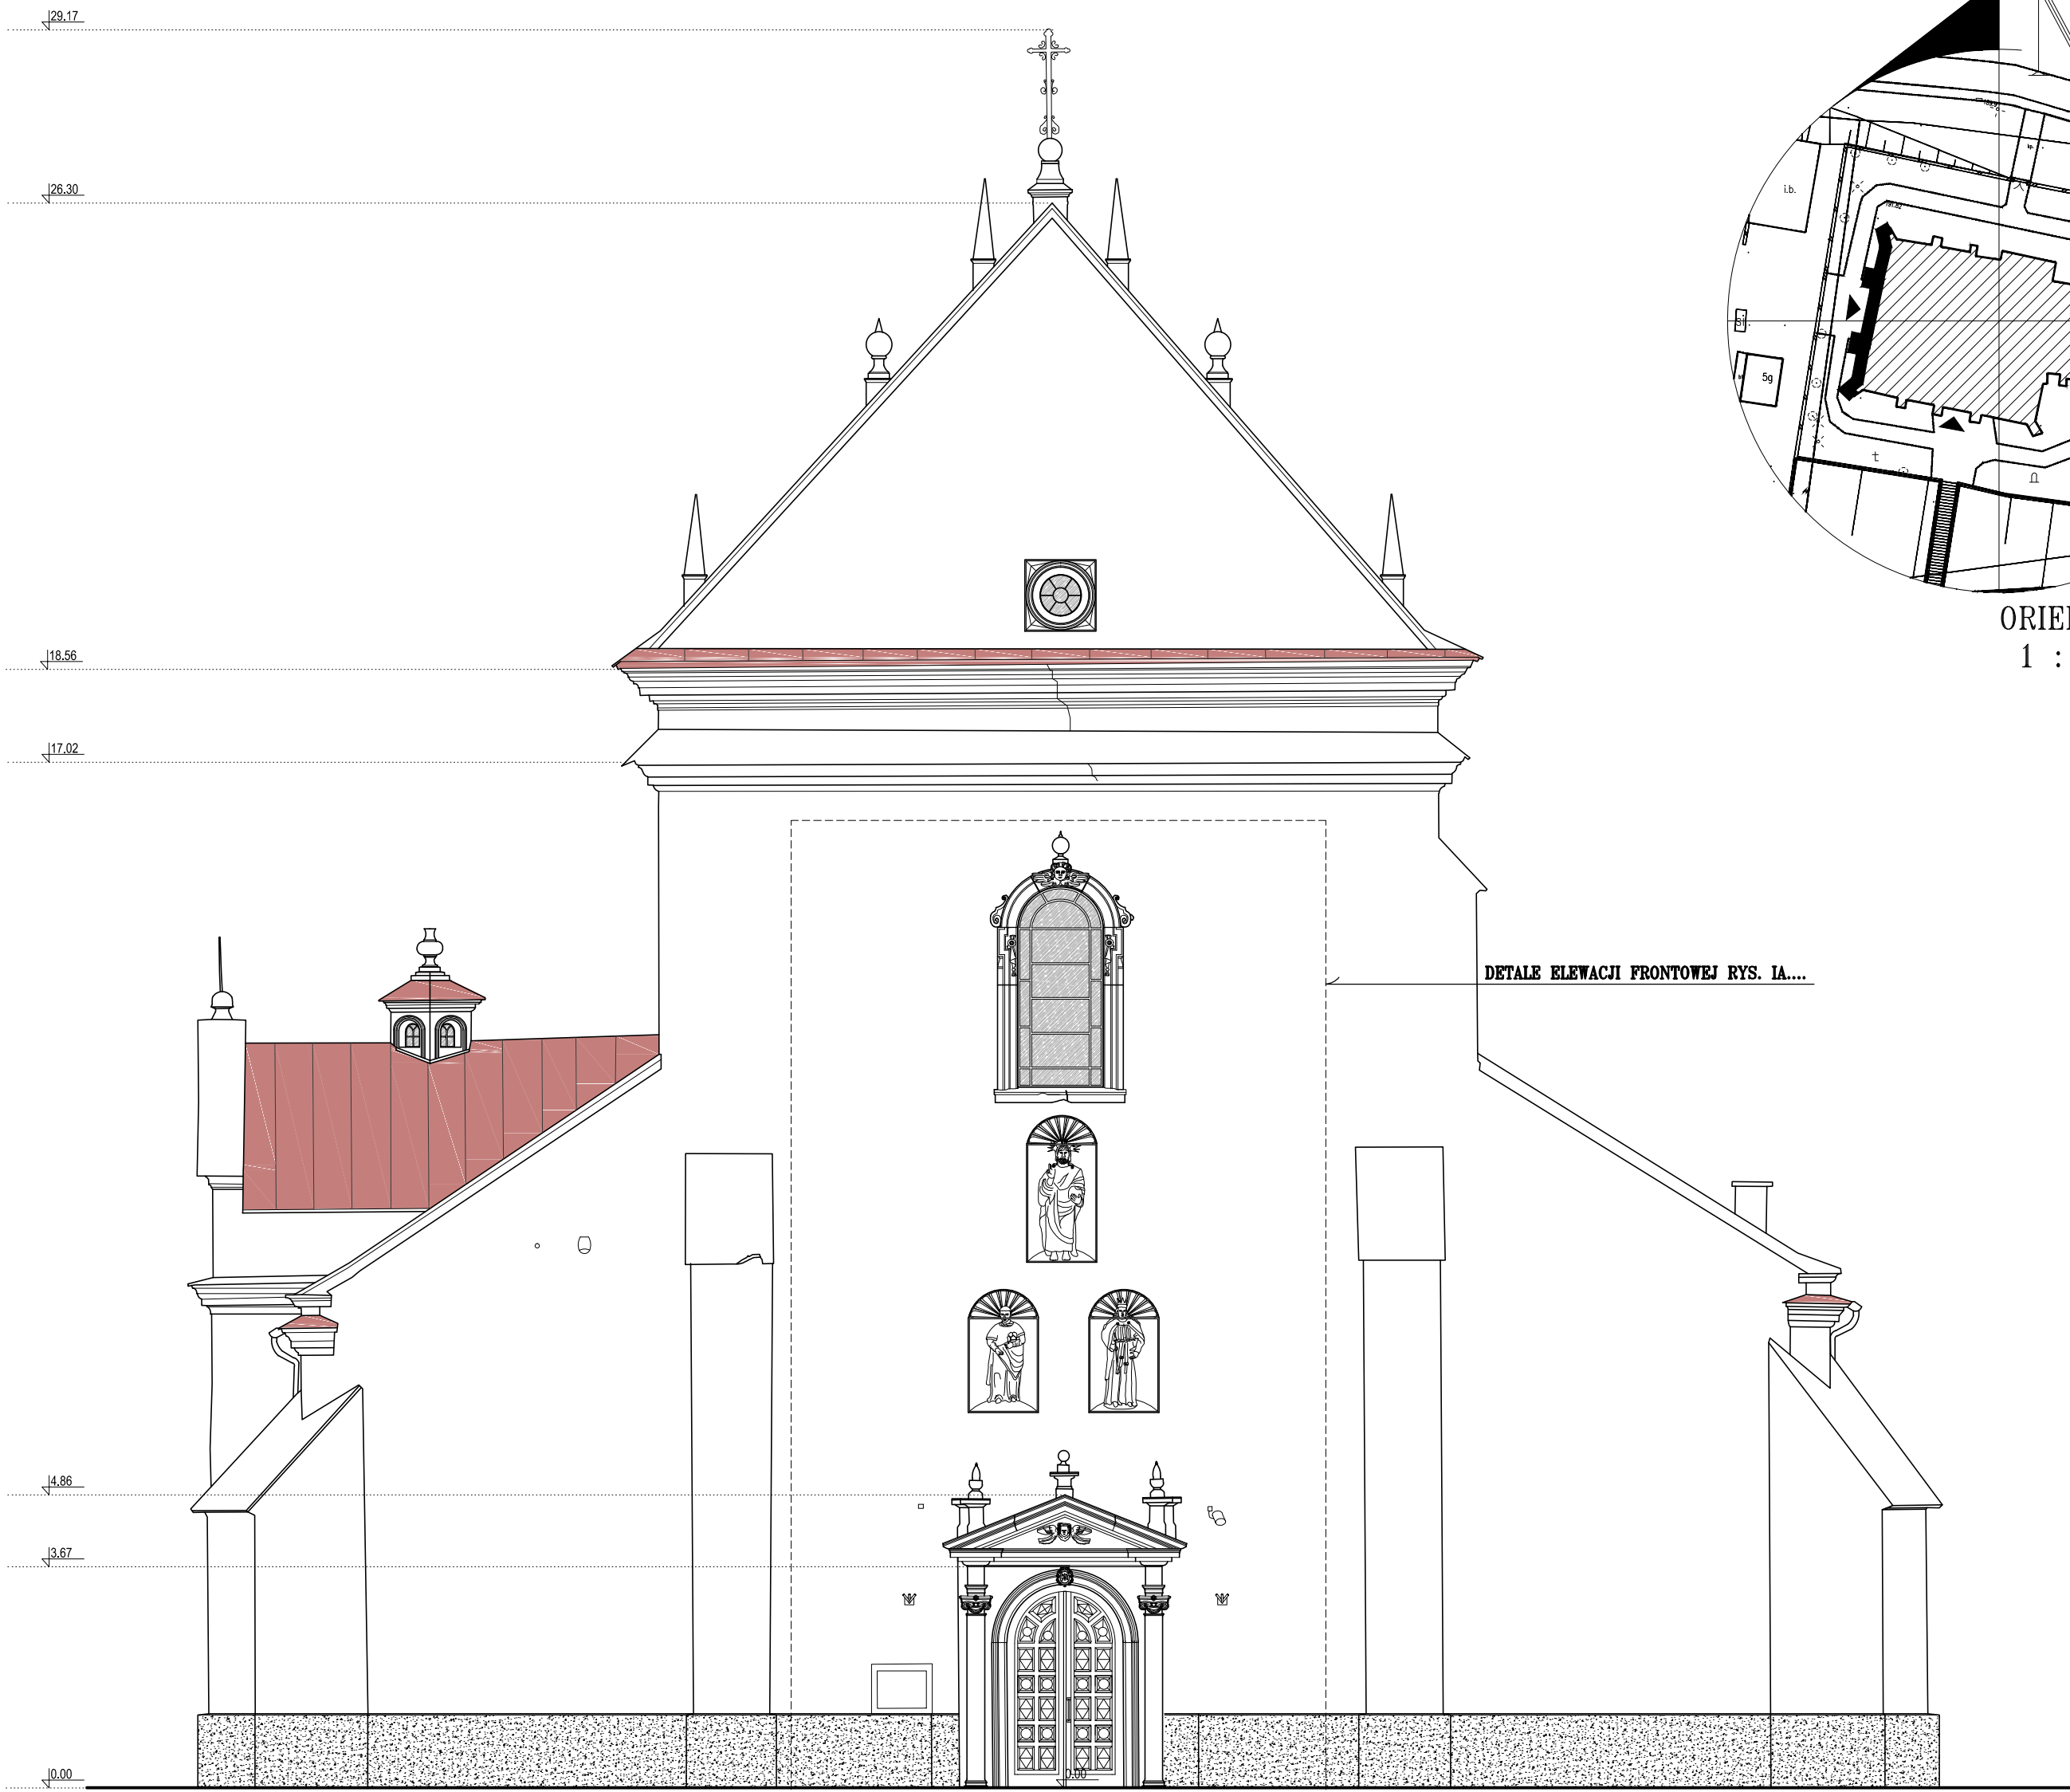 29.17
26.30
i.b.
si
5g
t
ORIE
1 :
18.56
17.02
DETALE ELEWACJI FRONTOWEJ RYS. IA....
4.86
3.67
0.00
0.00